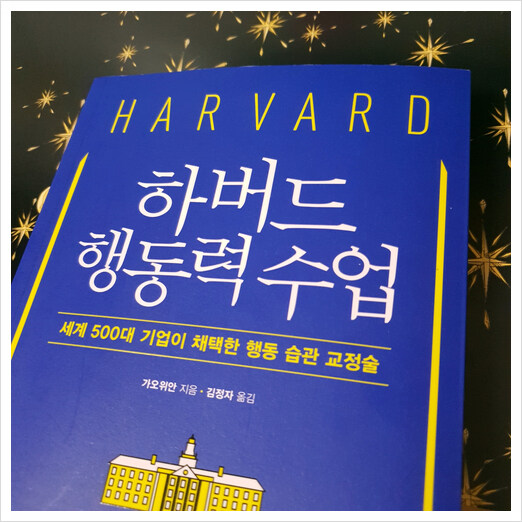 HARVARD
하버드
행동력 수업
세계 500대 기업이 채택한 행동 습관 교정술
가오위안 지음 • 김정자 옮김